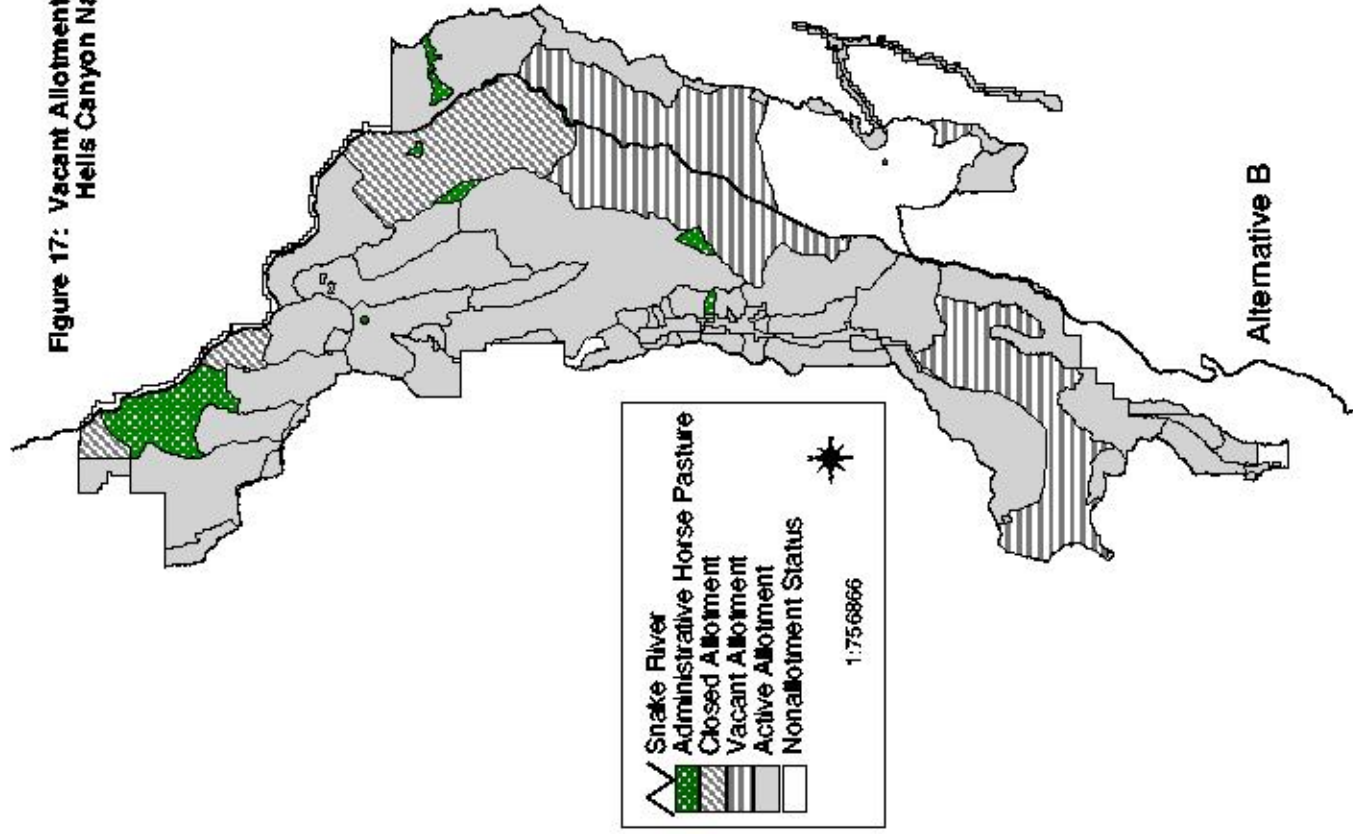 Figure 17: Vacant Allotment
Hells Canyon Na
Snake River
Administrative Horse Pasture
Closed Allotment
Vacant Allotment
Active Allotment
Nonallotment Status
1:756866
Alternative B